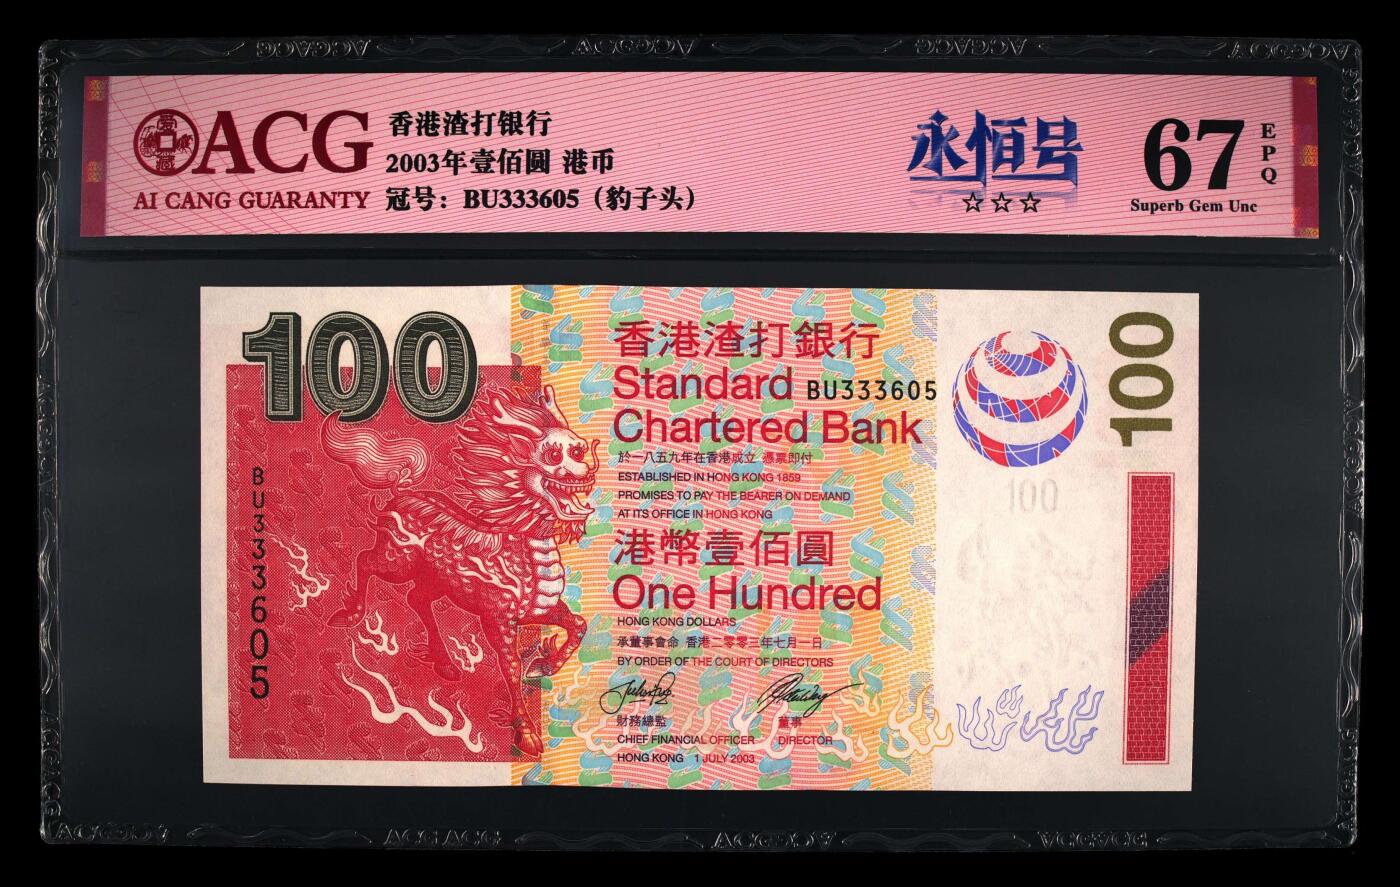 ACG
AI CANG GUARANTY
香港渣打银行
2003年壹佰圆 港币
冠号：BU333605（豹子头）
永恒号
☆☆☆
67
EPQ
Superb Gem Unc
100
BU333605
香港渣打銀行
Standard
BU333605
Chartered Bank
於一八五九年在香港成立 憑票即付
ESTABLISHED IN HONG KONG 1859
PROMISES TO PAY THE BEARER ON DEMAND
AT ITS OFFICE IN HONG KONG
港幣壹佰圓
One Hundred
HONG KONG DOLLARS
承董事會命 香港二零零三年七月一日
BY ORDER OF THE COURT OF DIRECTORS
財務總監 董事
CHIEF FINANCIAL OFFICER DIRECTOR
HONG KONG 1 JULY 2003
100
100